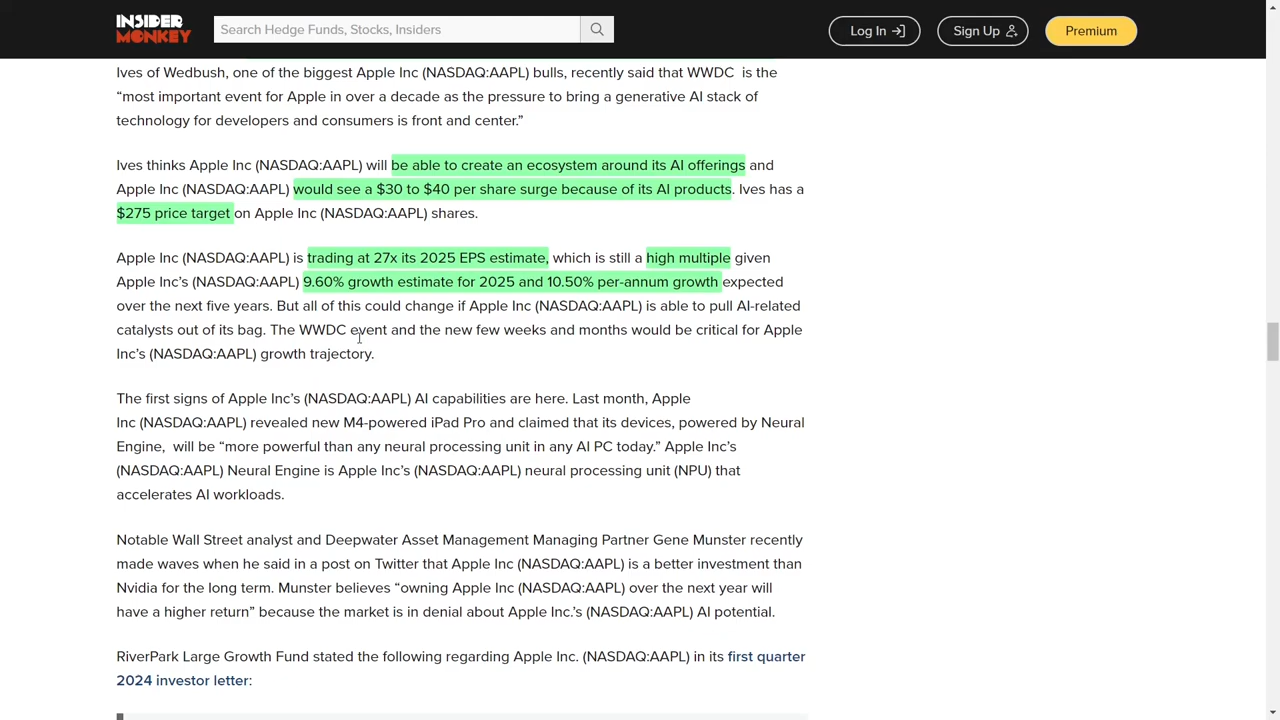 INSIDER
MONKEY
Search Hedge Funds, Stocks, Insiders
Log In
Sign Up
Premium
Ives of Wedbush, one of the biggest Apple Inc (NASDAQ:AAPL) bulls, recently said that WWDC  is the
“most important event for Apple in over a decade as the pressure to bring a generative AI stack of
technology for developers and consumers is front and center.”
Ives thinks Apple Inc (NASDAQ:AAPL) will be able to create an ecosystem around its AI offerings and
Apple Inc (NASDAQ:AAPL) would see a $30 to $40 per share surge because of its AI products. Ives has a
$275 price target on Apple Inc (NASDAQ:AAPL) shares.
Apple Inc (NASDAQ:AAPL) is trading at 27x its 2025 EPS estimate, which is still a high multiple given
Apple Inc’s (NASDAQ:AAPL) 9.60% growth estimate for 2025 and 10.50% per-annum growth expected
over the next five years. But all of this could change if Apple Inc (NASDAQ:AAPL) is able to pull AI-related
catalysts out of its bag. The WWDC event and the new few weeks and months would be critical for Apple
Inc’s (NASDAQ:AAPL) growth trajectory.
The first signs of Apple Inc’s (NASDAQ:AAPL) AI capabilities are here. Last month, Apple
Inc (NASDAQ:AAPL) revealed new M4-powered iPad Pro and claimed that its devices, powered by Neural
Engine,  will be “more powerful than any neural processing unit in any AI PC today.” Apple Inc’s
(NASDAQ:AAPL) Neural Engine is Apple Inc’s (NASDAQ:AAPL) neural processing unit (NPU) that
accelerates AI workloads.
Notable Wall Street analyst and Deepwater Asset Management Managing Partner Gene Munster recently
made waves when he said in a post on Twitter that Apple Inc (NASDAQ:AAPL) is a better investment than
Nvidia for the long term. Munster believes “owning Apple Inc (NASDAQ:AAPL) over the next year will
have a higher return” because the market is in denial about Apple Inc.’s (NASDAQ:AAPL) AI potential.
RiverPark Large Growth Fund stated the following regarding Apple Inc. (NASDAQ:AAPL) in its first quarter
2024 investor letter: